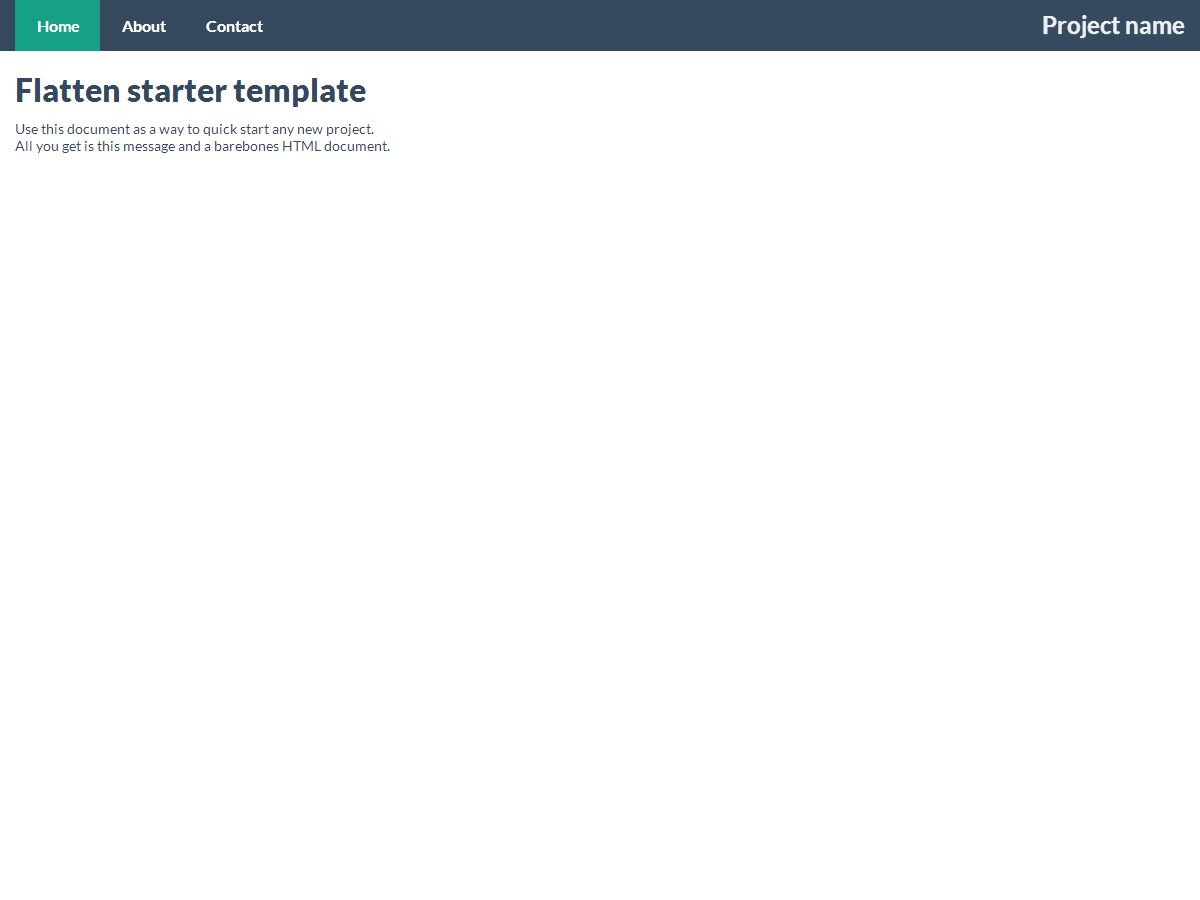 Home About Contact Project name
Flatten starter template
Use this document as a way to quick start any new project.
All you get is this message and a barebones HTML document.